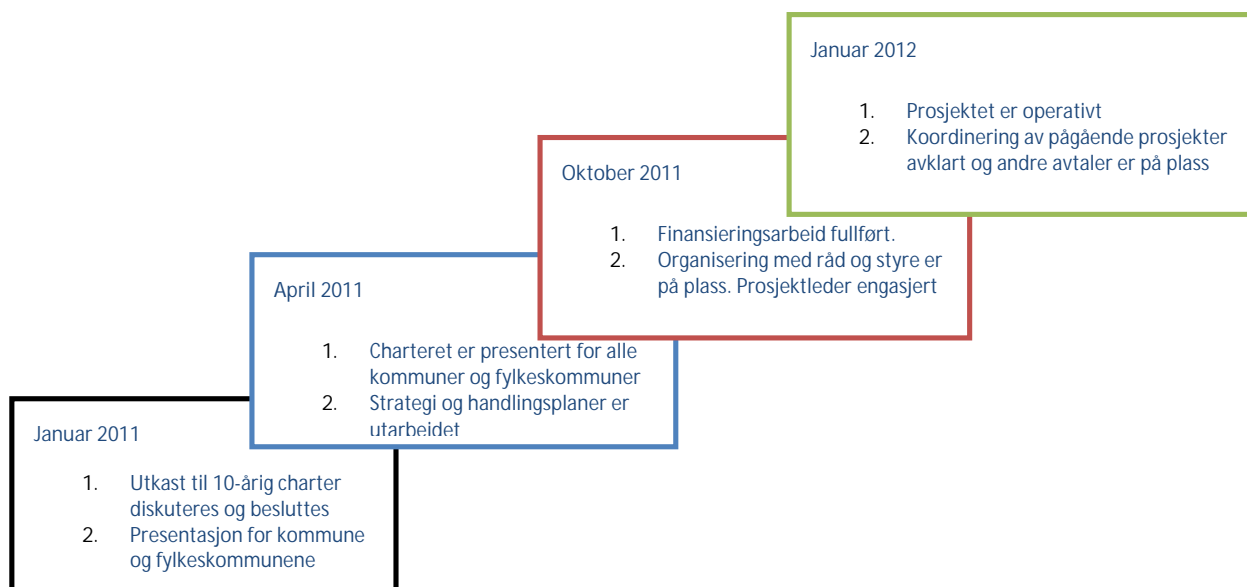 Januar 2012
1. Prosjektet er operativt
2. Koordinering av pågående prosjekter
avklart og andre avtaler er på plass
Oktober 2011
1. Finansieringsarbeid fullført.
2. Organisering med råd og styre er
på plass. Prosjektleder engasjert
April 2011
1. Charteret er presentert for alle
kommuner og fylkeskommuner
2. Strategi og handlingsplaner er
utarbeidet
Januar 2011
1. Utkast til 10-årig charter
diskuteres og besluttes
2. Presentasjon for kommune
og fylkeskommunene